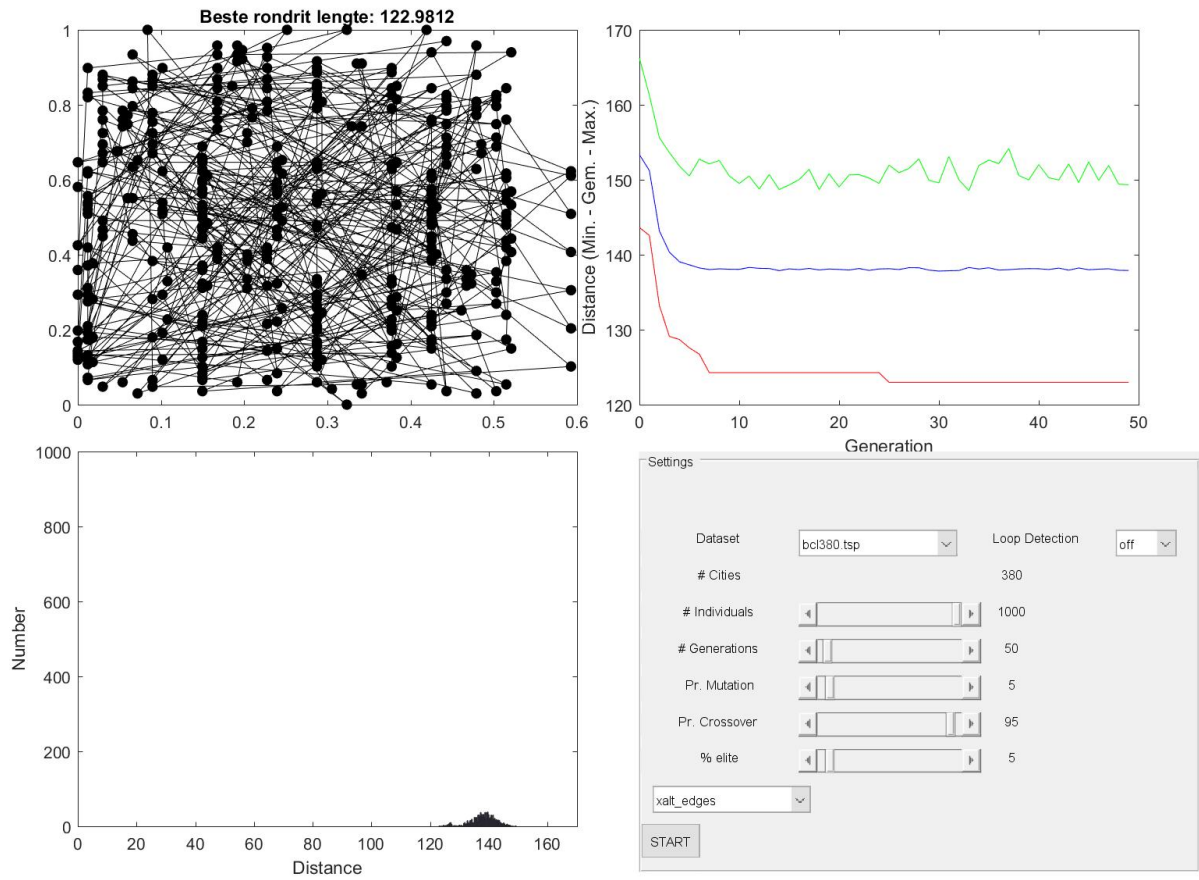 Beste rondrit lengte: 122.9812
1
0.8
0.6
0.4
0.2
0
0 0.1 0.2 0.3 0.4 0.5 0.6
Distance (Min. - Gem. - Max.)
170
160
150
140
130
120
0 10 20 30 40 50
Generation
Number
1000
800
600
400
200
0
0 20 40 60 80 100 120 140 160
Distance
Settings
Dataset bcl380.tsp Loop Detection off
# Cities 380
# Individuals 1000
# Generations 50
Pr. Mutation 5
Pr. Crossover 95
% elite 5
xalt_edges
START